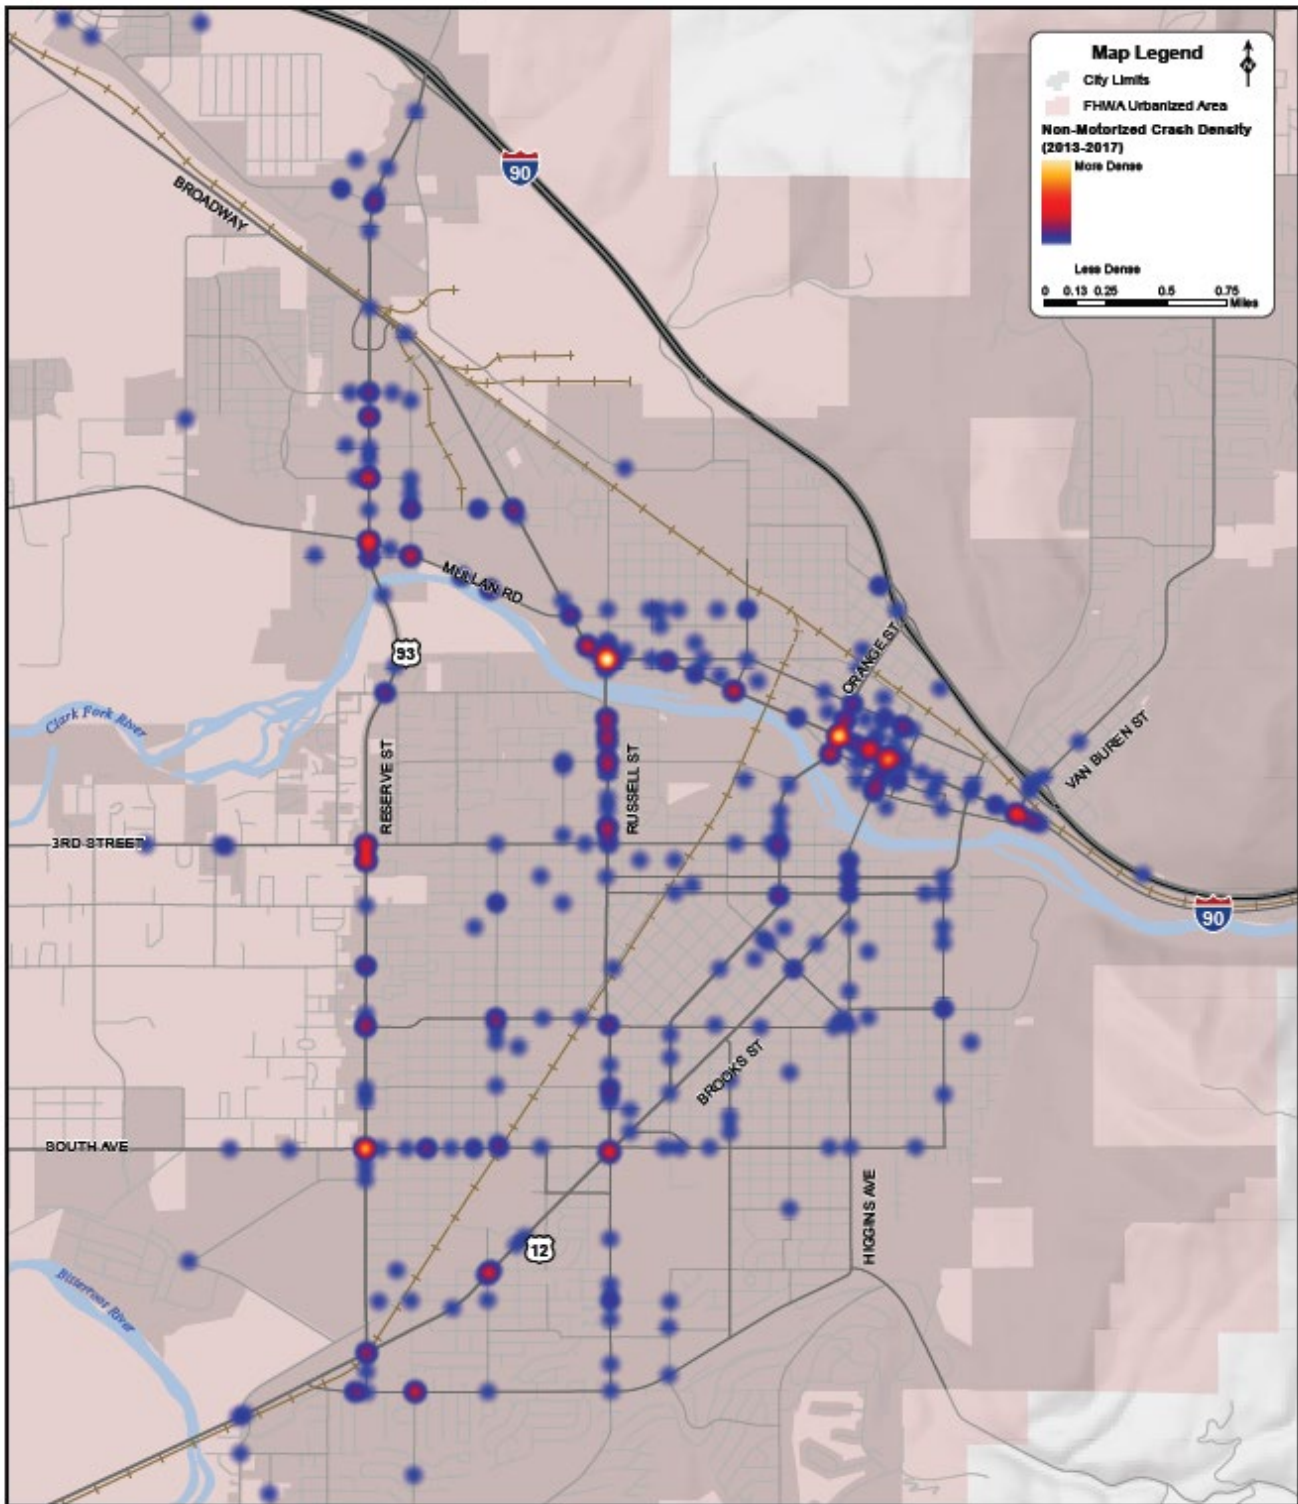 Map Legend
N
City Limits
FHWA Urbanized Area
Non-Motorized Crash Density
(2013-2017)
More Dense
Less Dense
0 0.13 0.25 0.5 0.75
Miles
90
BROADWAY
MULLAN RD
93
ORANGE ST
Clark Fork River
RESERVE ST
RUSSELL ST
VAN BUREN ST
3RD STREET
90
BROOKS ST
SOUTH AVE
HIGGINS AVE
12
Bitterroot River